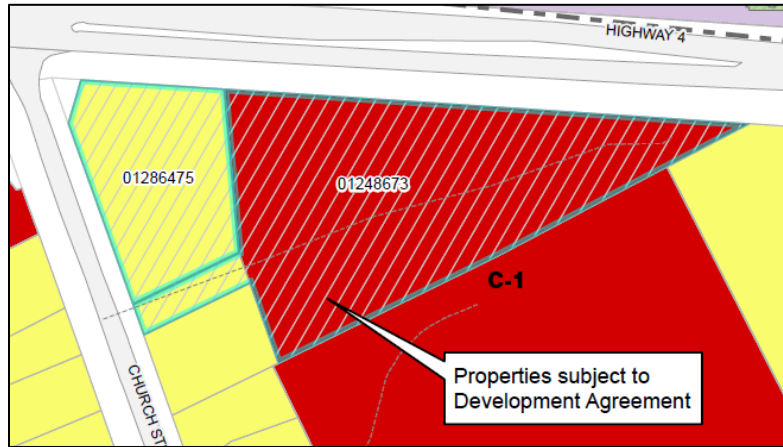 HIGHWAY 4
01286475
01248673
C-1
Properties subject to
Development Agreement
CHURCH ST